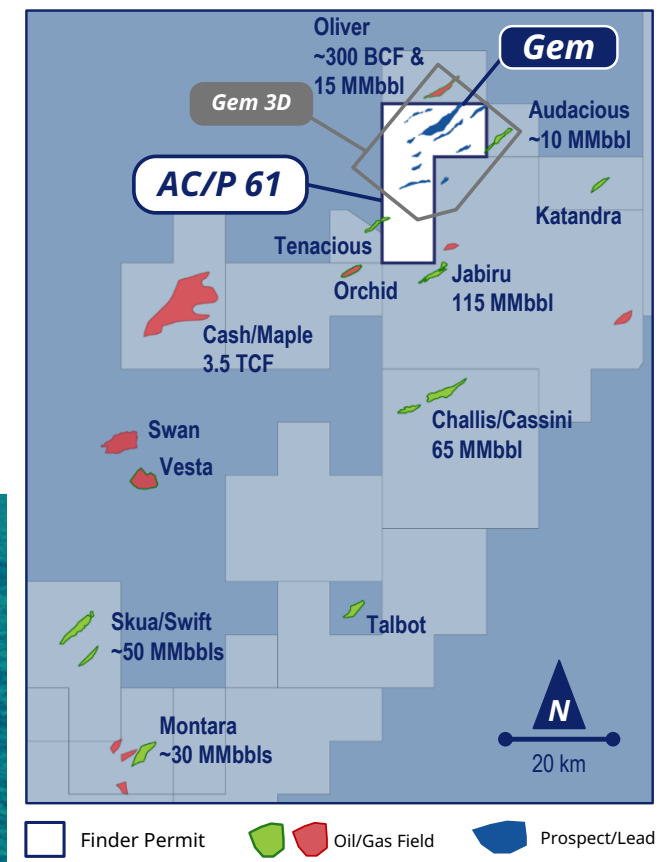 Oliver
~300 BCF &
15 MMbbl
Gem
Gem 3D
Audacious
~10 MMbbl
AC/P 61
Katandra
Tenacious
Orchid
Jabiru
115 MMbbl
Cash/Maple
3.5 TCF
Challis/Cassini
65 MMbbl
Swan
Vesta
Skua/Swift
~50 MMbbls
Talbot
Montara
~30 MMbbls
N
20 km
Finder Permit
Oil/Gas Field
Prospect/Lead